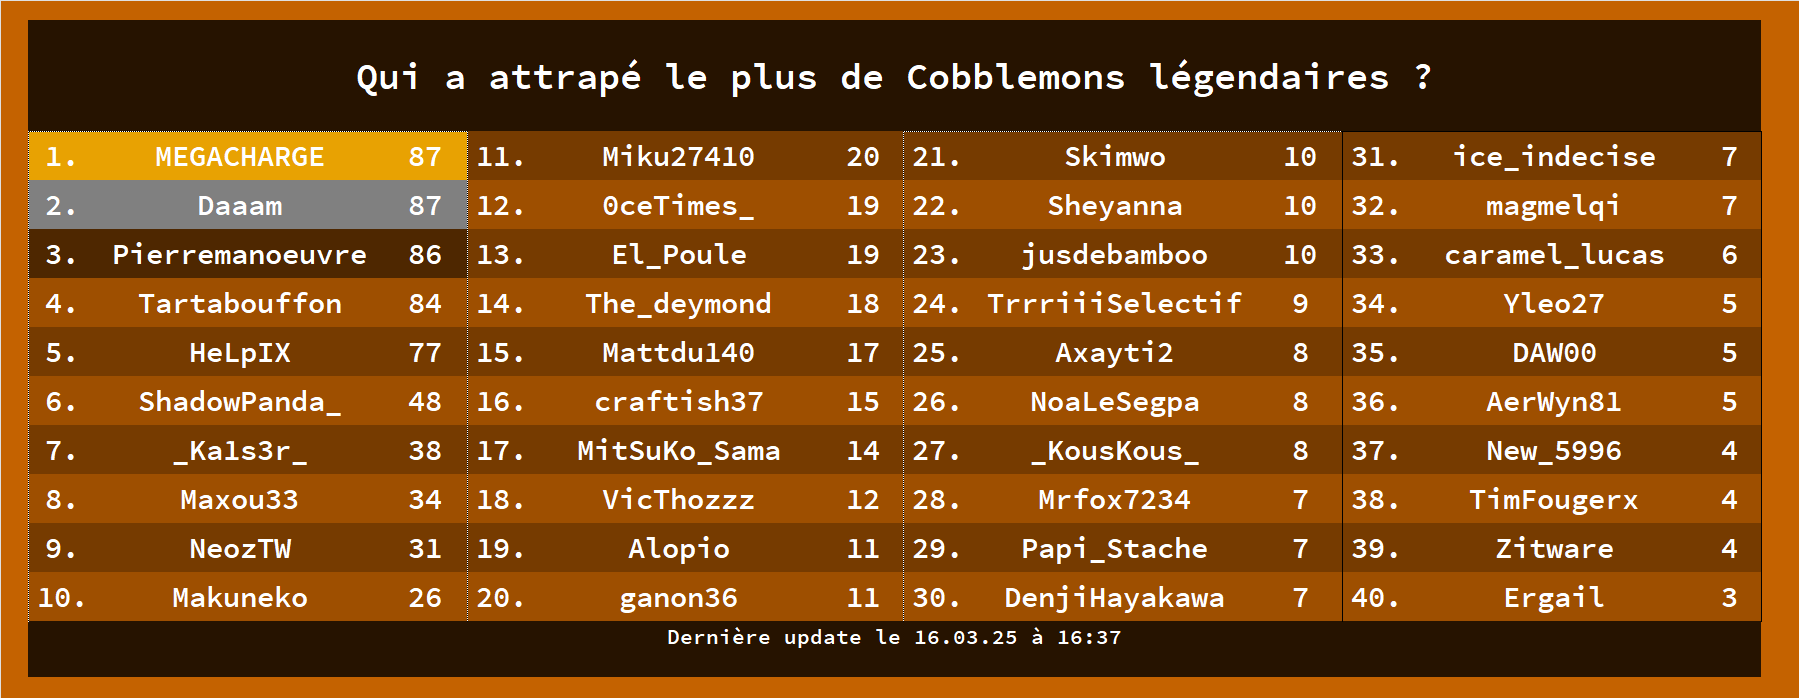 Qui a attrapé le plus de Cobblemons légendaires ?
1. MEGACHARGE 87
2. Daaam 87
3. Pierremanoeuvre 86
4. Tartabouffon 84
5. HeLpIX 77
6. ShadowPanda_ 48
7. _Ka1s3r_ 38
8. Maxou33 34
9. NeozTW 31
10. Makuneko 26
11. Miku27410 20
12. 0ceTimes_ 19
13. El_Poule 19
14. The_deymond 18
15. Mattdu140 17
16. craftish37 15
17. MitSuKo_Sama 14
18. VicThozzz 12
19. Alopio 11
20. ganon36 11
21. Skimwo 10
22. Sheyanna 10
23. jusdebamboo 10
24. TrrriiiSelectif 9
25. Axayti2 8
26. NoaLeSegpa 8
27. _KousKous_ 8
28. Mrfox7234 7
29. Papi_Stache 7
30. DenjiHayakawa 7
31. ice_indecise 7
32. magmelqi 7
33. caramel_lucas 6
34. Yleo27 5
35. DAW00 5
36. AerWyn81 5
37. New_5996 4
38. TimFougerx 4
39. Zitware 4
40. Ergail 3
Dernière update le 16.03.25 à 16:37